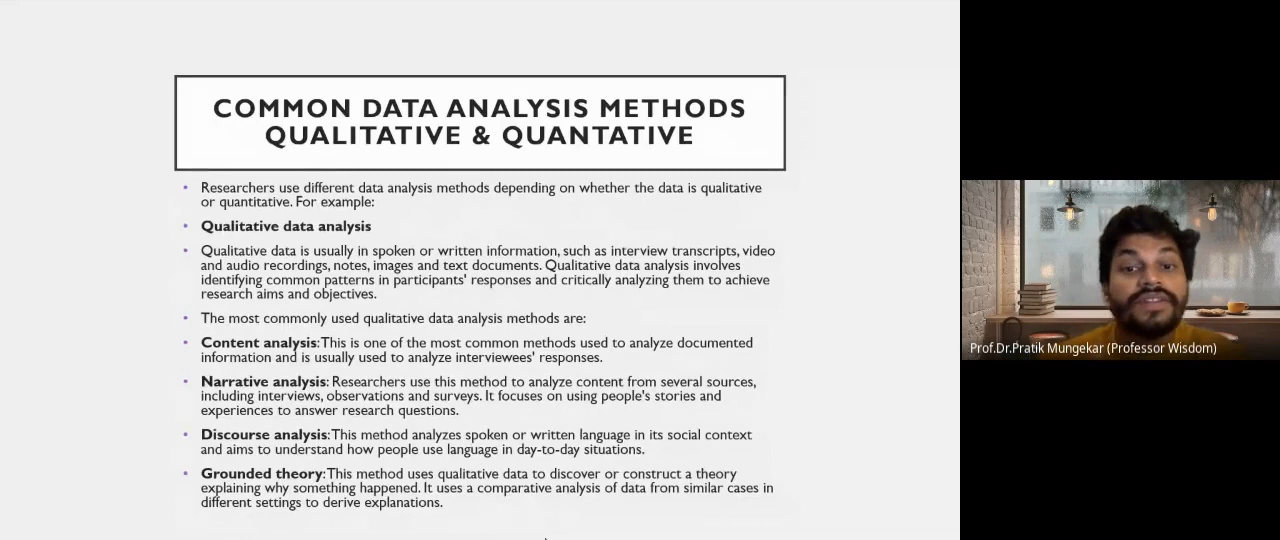 COMMON DATA ANALYSIS METHODS
QUALITATIVE & QUANTATIVE
• Researchers use different data analysis methods depending on whether the data is qualitative
or quantitative. For example:
• Qualitative data analysis
• Qualitative data is usually in spoken or written information, such as interview transcripts, video
and audio recordings, notes, images and text documents. Qualitative data analysis involves
identifying common patterns in participants' responses and critically analyzing them to achieve
research aims and objectives.
• The most commonly used qualitative data analysis methods are:
• Content analysis: This is one of the most common methods used to analyze documented
information and is usually used to analyze interviewees' responses.
• Narrative analysis: Researchers use this method to analyze content from several sources,
including interviews, observations and surveys. It focuses on using people's stories and
experiences to answer research questions.
• Discourse analysis: This method analyzes spoken or written language in its social context
and aims to understand how people use language in day-to-day situations.
• Grounded theory: This method uses qualitative data to discover or construct a theory
explaining why something happened. It uses a comparative analysis of data from similar cases in
different settings to derive explanations.
Prof.Dr.Pratik Mungekar (Professor Wisdom)